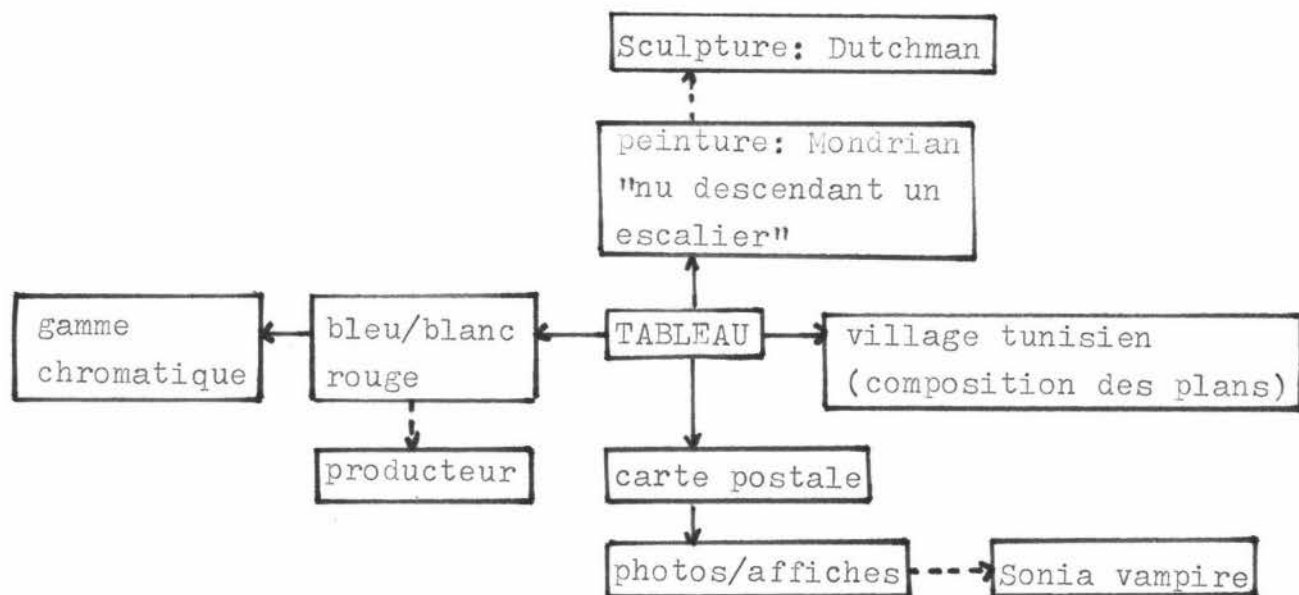 Sculpture: Dutchman
peinture: Mondrian
"nu descendant un
escalier"
gamme
chromatique
bleu/blanc
rouge
TABLEAU
village tunisien
(composition des plans)
producteur
carte postale
photos/affiches
Sonia vampire